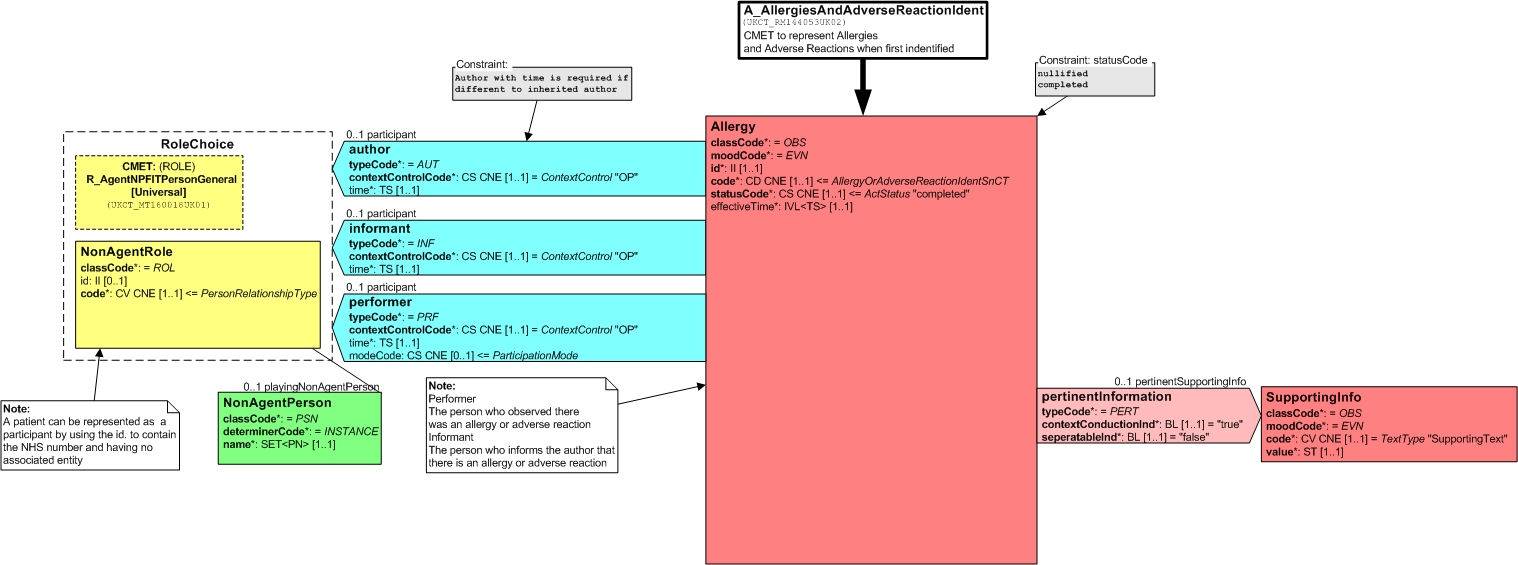 A_AllergiesAndAdverseReactionIdent
(UKCT_RM144053UK02)
CMET to represent Allergies
and Adverse Reactions when first indentified
Constraint:
Author with time is required if
different to inherited author
Constraint: statusCode
nullified
completed
RoleChoice
CMET: (ROLE)
R_AgentNPFITPersonGeneral
[Universal]
(UKCT_MT160018UK01)
NonAgentRole
classCode*: = ROL
id: II [0..1]
code*: CV CNE [1..1] <= PersonRelationshipType
0..1 participant
author
typeCode*: = AUT
contextControlCode*: CS CNE [1..1] = ContextControl "OP"
time*: TS [1..1]
0..1 participant
informant
typeCode*: = INF
contextControlCode*: CS CNE [1..1] = ContextControl "OP"
time*: TS [1..1]
0..1 participant
performer
typeCode*: = PRF
contextControlCode*: CS CNE [1..1] = ContextControl "OP"
time*: TS [1..1]
modeCode: CS CNE [0..1] <= ParticipationMode
Allergy
classCode*: = OBS
moodCode*: = EVN
id*: II [1..1]
code*: CD CNE [1..1] <= AllergyOrAdverseReactionIdentSnCT
statusCode*: CS CNE [1..1] <= ActStatus "completed"
effectiveTime*: IVL<TS> [1..1]
Note:
A patient can be represented as a
participant by using the id. to contain
the NHS number and having no
associated entity
0..1 playingNonAgentPerson
NonAgentPerson
classCode*: = PSN
determinerCode*: = INSTANCE
name*: SET<PN> [1..1]
Note:
Performer
The person who observed there
was an allergy or adverse reaction
Informant
The person who informs the author that
there is an allergy or adverse reaction
0..1 pertinentSupportingInfo
pertinentInformation
typeCode*: = PERT
contextConductionInd*: BL [1..1] = "true"
seperatableInd*: BL [1..1] = "false"
SupportingInfo
classCode*: = OBS
moodCode*: = EVN
code*: CV CNE [1..1] = TextType "SupportingText"
value*: ST [1..1]